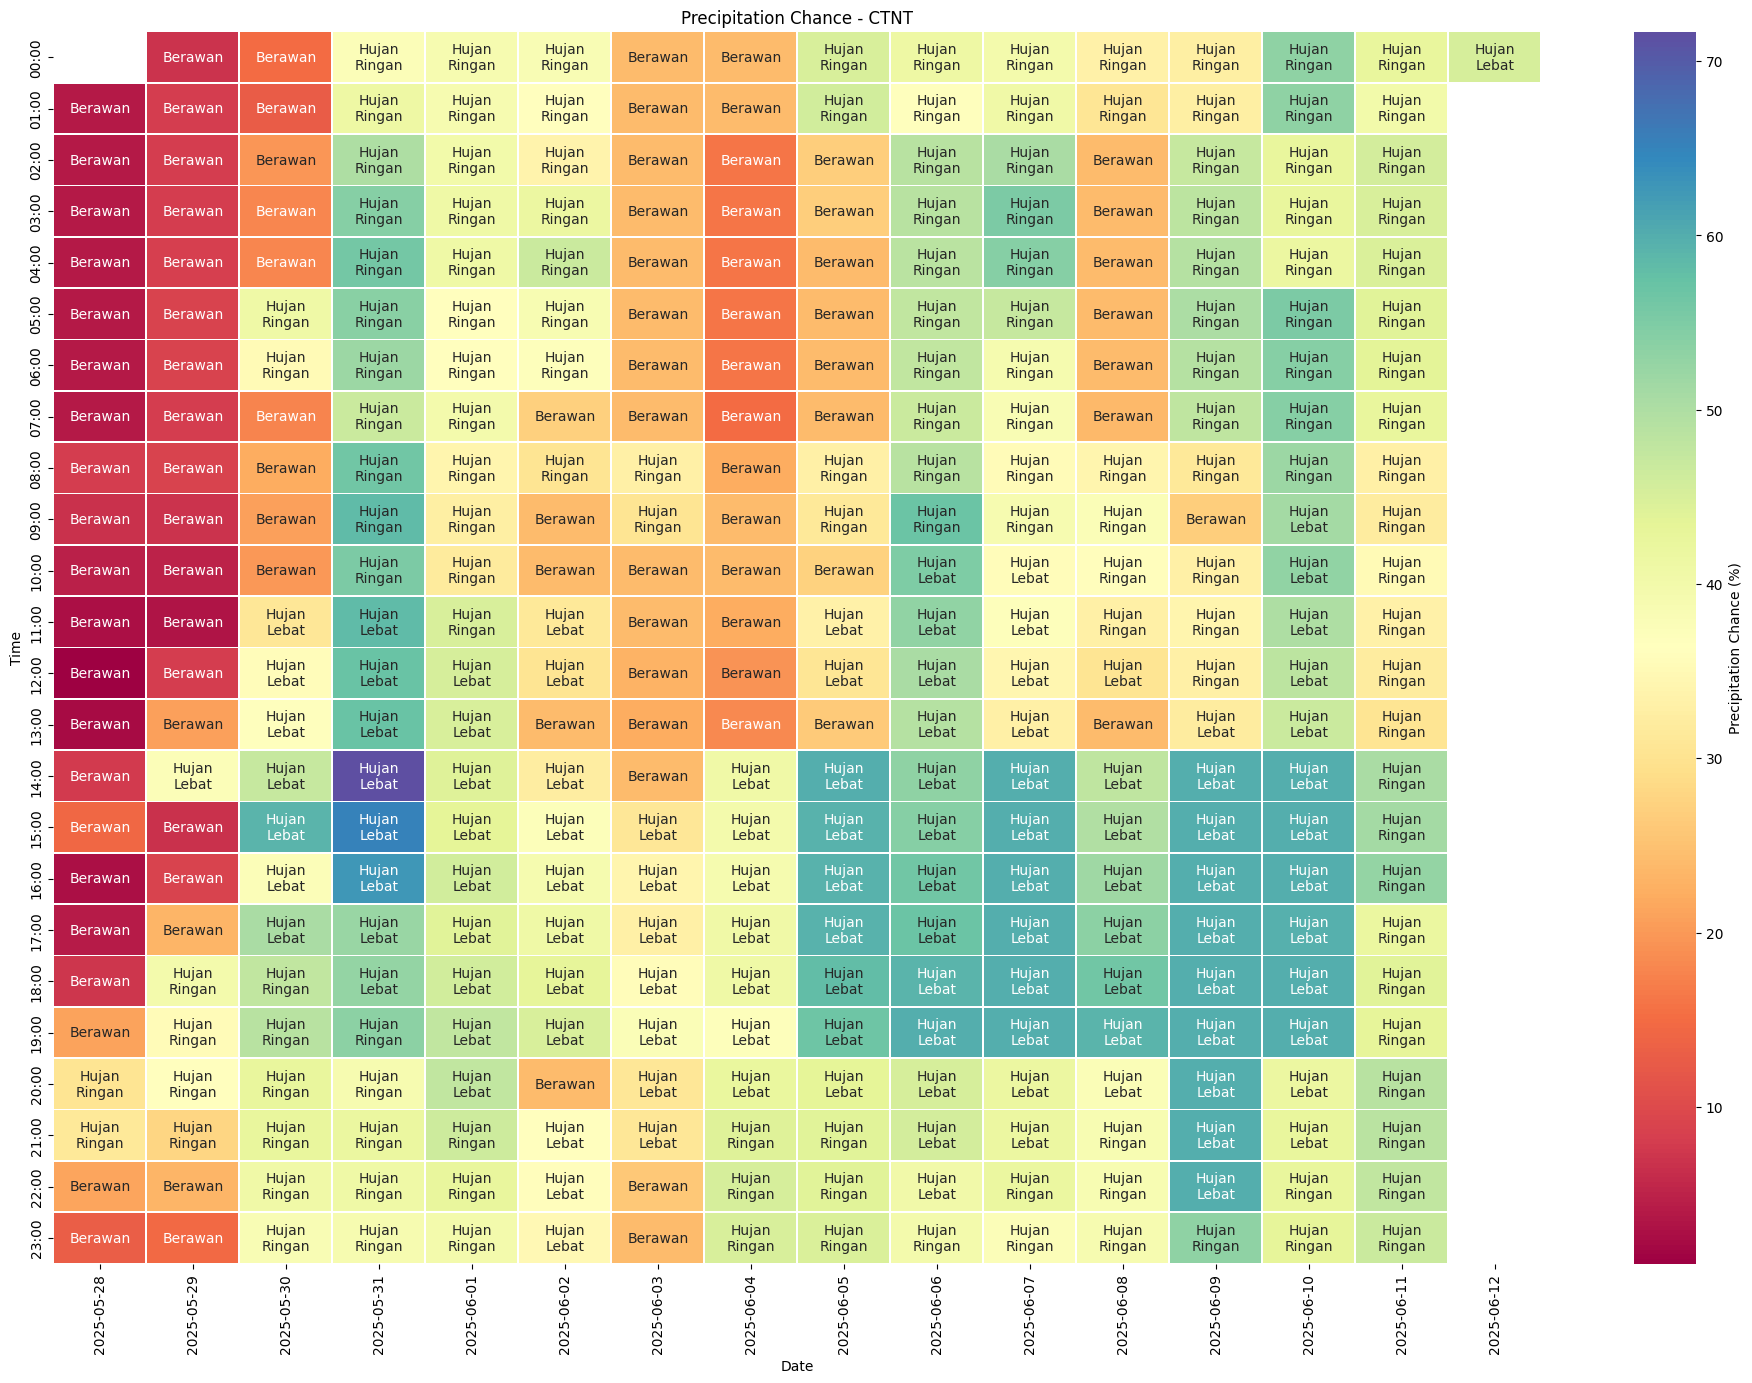 Precipitation Chance - CTNT
Time
00:00 Berawan Berawan Hujan Ringan Hujan Ringan Hujan Ringan Berawan Berawan Hujan Ringan Hujan Ringan Hujan Ringan Hujan Ringan Hujan Ringan Hujan Ringan Hujan Ringan Hujan Lebat
01:00 Berawan Berawan Berawan Hujan Ringan Hujan Ringan Hujan Ringan Berawan Berawan Hujan Ringan Hujan Ringan Hujan Ringan Hujan Ringan Hujan Ringan Hujan Ringan Hujan Ringan
02:00 Berawan Berawan Berawan Hujan Ringan Hujan Ringan Hujan Ringan Berawan Berawan Berawan Hujan Ringan Hujan Ringan Berawan Hujan Ringan Hujan Ringan Hujan Ringan
03:00 Berawan Berawan Berawan Hujan Ringan Hujan Ringan Hujan Ringan Berawan Berawan Berawan Hujan Ringan Hujan Ringan Berawan Hujan Ringan Hujan Ringan Hujan Ringan
04:00 Berawan Berawan Berawan Hujan Ringan Hujan Ringan Hujan Ringan Berawan Berawan Berawan Hujan Ringan Hujan Ringan Berawan Hujan Ringan Hujan Ringan Hujan Ringan
05:00 Berawan Berawan Hujan Ringan Hujan Ringan Hujan Ringan Hujan Ringan Berawan Berawan Berawan Hujan Ringan Hujan Ringan Berawan Hujan Ringan Hujan Ringan Hujan Ringan
06:00 Berawan Berawan Hujan Ringan Hujan Ringan Hujan Ringan Hujan Ringan Berawan Berawan Berawan Hujan Ringan Hujan Ringan Berawan Hujan Ringan Hujan Ringan Hujan Ringan
07:00 Berawan Berawan Berawan Hujan Ringan Hujan Ringan Berawan Berawan Berawan Berawan Hujan Ringan Hujan Ringan Berawan Hujan Ringan Hujan Ringan Hujan Ringan
08:00 Berawan Berawan Berawan Hujan Ringan Hujan Ringan Hujan Ringan Hujan Ringan Berawan Hujan Ringan Hujan Ringan Hujan Ringan Hujan Ringan Hujan Ringan Hujan Ringan Hujan Ringan
09:00 Berawan Berawan Berawan Hujan Ringan Hujan Ringan Berawan Hujan Ringan Berawan Hujan Ringan Hujan Ringan Hujan Ringan Hujan Ringan Berawan Hujan Lebat Hujan Ringan
10:00 Berawan Berawan Berawan Hujan Ringan Hujan Ringan Berawan Berawan Berawan Berawan Hujan Lebat Hujan Lebat Hujan Ringan Hujan Ringan Hujan Lebat Hujan Ringan
11:00 Berawan Berawan Hujan Lebat Hujan Lebat Hujan Ringan Hujan Lebat Berawan Berawan Hujan Lebat Hujan Lebat Hujan Lebat Hujan Ringan Hujan Ringan Hujan Lebat Hujan Ringan
12:00 Berawan Berawan Hujan Lebat Hujan Lebat Hujan Lebat Hujan Lebat Berawan Berawan Hujan Lebat Hujan Lebat Hujan Lebat Hujan Lebat Hujan Ringan Hujan Lebat Hujan Ringan
13:00 Berawan Berawan Hujan Lebat Hujan Lebat Hujan Lebat Berawan Berawan Berawan Berawan Hujan Lebat Hujan Lebat Berawan Hujan Lebat Hujan Lebat Hujan Ringan
14:00 Berawan Hujan Lebat Hujan Lebat Hujan Lebat Hujan Lebat Hujan Lebat Berawan Hujan Lebat Hujan Lebat Hujan Lebat Hujan Lebat Hujan Lebat Hujan Lebat Hujan Lebat Hujan Ringan
15:00 Berawan Berawan Hujan Lebat Hujan Lebat Hujan Lebat Hujan Lebat Hujan Lebat Hujan Lebat Hujan Lebat Hujan Lebat Hujan Lebat Hujan Lebat Hujan Lebat Hujan Lebat Hujan Ringan
16:00 Berawan Berawan Hujan Lebat Hujan Lebat Hujan Lebat Hujan Lebat Hujan Lebat Hujan Lebat Hujan Lebat Hujan Lebat Hujan Lebat Hujan Lebat Hujan Lebat Hujan Lebat Hujan Ringan
17:00 Berawan Berawan Hujan Lebat Hujan Lebat Hujan Lebat Hujan Lebat Hujan Lebat Hujan Lebat Hujan Lebat Hujan Lebat Hujan Lebat Hujan Lebat Hujan Lebat Hujan Lebat Hujan Ringan
18:00 Berawan Hujan Ringan Hujan Ringan Hujan Lebat Hujan Lebat Hujan Lebat Hujan Lebat Hujan Lebat Hujan Lebat Hujan Lebat Hujan Lebat Hujan Lebat Hujan Lebat Hujan Lebat Hujan Ringan
19:00 Berawan Hujan Ringan Hujan Ringan Hujan Ringan Hujan Lebat Hujan Lebat Hujan Lebat Hujan Lebat Hujan Lebat Hujan Lebat Hujan Lebat Hujan Lebat Hujan Lebat Hujan Lebat Hujan Ringan
20:00 Hujan Ringan Hujan Ringan Hujan Ringan Hujan Ringan Hujan Lebat Berawan Hujan Lebat Hujan Lebat Hujan Lebat Hujan Lebat Hujan Lebat Hujan Lebat Hujan Lebat Hujan Lebat Hujan Ringan
21:00 Hujan Ringan Hujan Ringan Hujan Ringan Hujan Ringan Hujan Ringan Hujan Lebat Hujan Lebat Hujan Ringan Hujan Ringan Hujan Lebat Hujan Lebat Hujan Ringan Hujan Lebat Hujan Lebat Hujan Ringan
22:00 Berawan Berawan Hujan Ringan Hujan Ringan Hujan Ringan Hujan Lebat Berawan Hujan Ringan Hujan Ringan Hujan Lebat Hujan Ringan Hujan Ringan Hujan Lebat Hujan Ringan Hujan Ringan
23:00 Berawan Berawan Hujan Ringan Hujan Ringan Hujan Ringan Hujan Lebat Berawan Hujan Ringan Hujan Ringan Hujan Ringan Hujan Ringan Hujan Ringan Hujan Ringan Hujan Ringan Hujan Ringan
2025-05-28 2025-05-29 2025-05-30 2025-05-31 2025-06-01 2025-06-02 2025-06-03 2025-06-04 2025-06-05 2025-06-06 2025-06-07 2025-06-08 2025-06-09 2025-06-10 2025-06-11 2025-06-12
Date
70
60
50
40
30
20
10
Precipitation Chance (%)